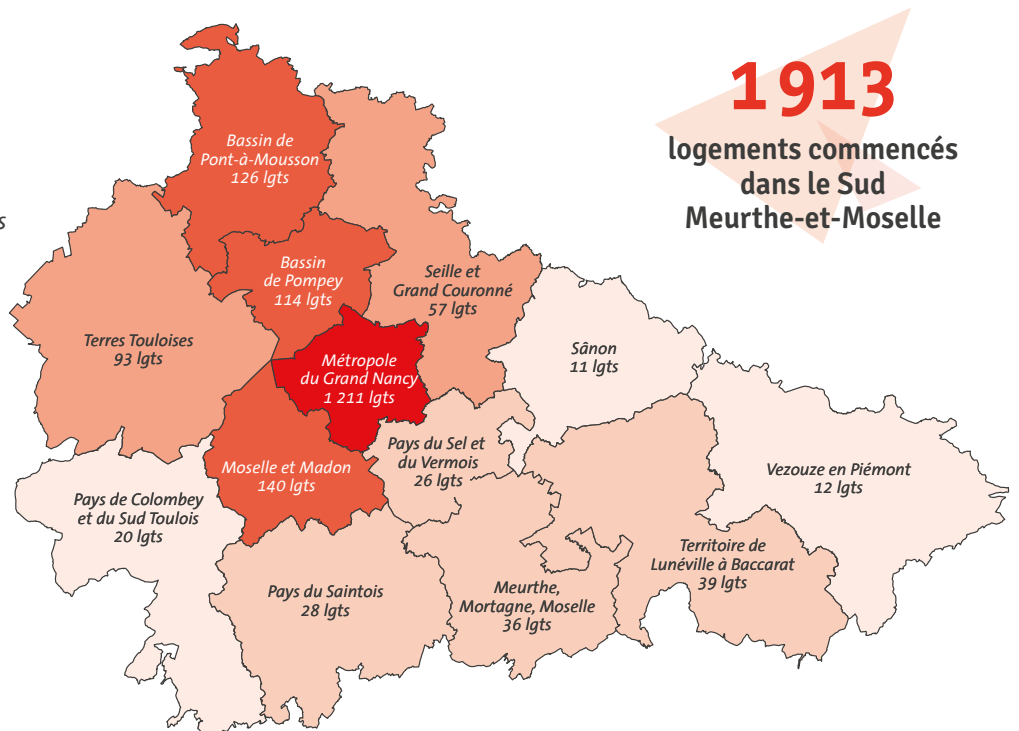 1 913
logements commencés
dans le Sud
Meurthe-et-Moselle
Bassin de
Pont-à-Mousson
126 lgts
Bassin
de Pompey
114 lgts
Seille et
Grand Couronné
57 lgts
Terres Touloises
93 lgts
Métropole
du Grand Nancy
1 211 lgts
Sânon
11 lgts
Moselle et Madon
140 lgts
Pays du Sel et
du Vermois
26 lgts
Vezouze en Piémont
12 lgts
Pays de Colombey
et du Sud Toulois
20 lgts
Territoire de
Lunéville à Baccarat
39 lgts
Pays du Saintois
28 lgts
Meurthe,
Mortagne, Moselle
36 lgts